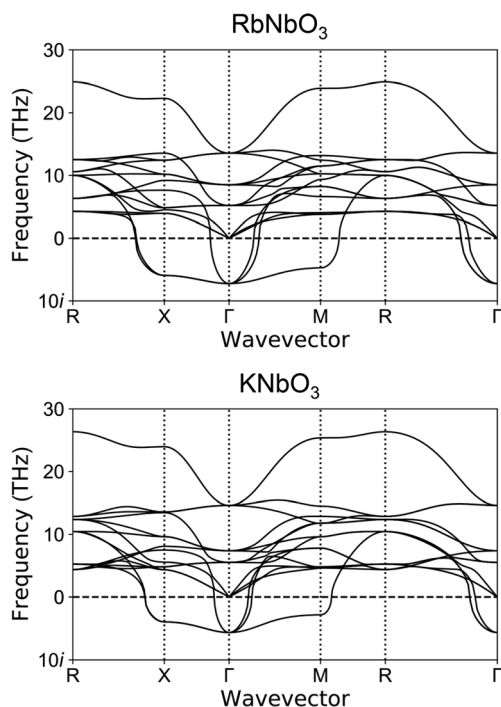 RbNbO₃
30
20
10
0
10i
Frequency (THz)
R X Γ M R Γ
Wavevector
KNbO₃
30
20
10
0
10i
Frequency (THz)
R X Γ M R Γ
Wavevector